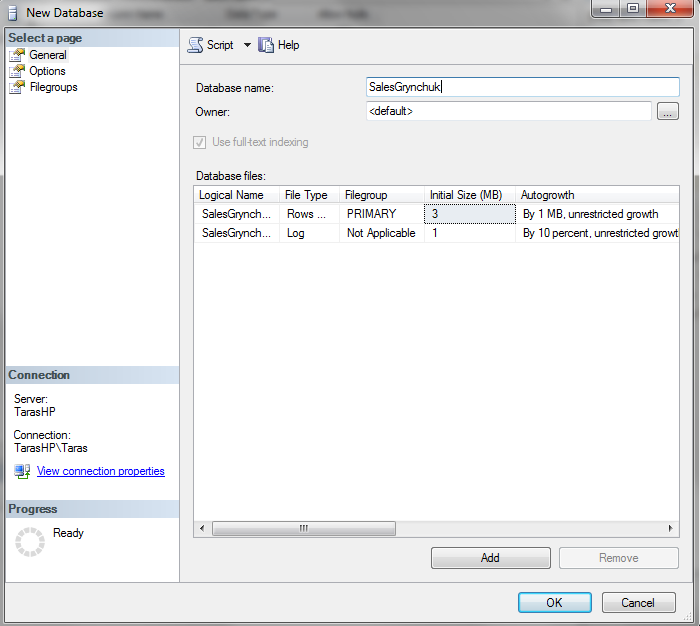 New Database
Select a page
General
Options
Filegroups
Script Help
Database name: SalesGrynchuk
Owner: <default> ...
Use full-text indexing
Database files:
Logical Name File Type Filegroup Initial Size (MB) Autogrowth
SalesGrynch... Rows ... PRIMARY 3 By 1 MB, unrestricted growth
SalesGrynch... Log Not Applicable 1 By 10 percent, unrestricted growt
Connection
Server:
TarasHP
Connection:
TarasHP\Taras
View connection properties
Progress
Ready
Add Remove
OK Cancel